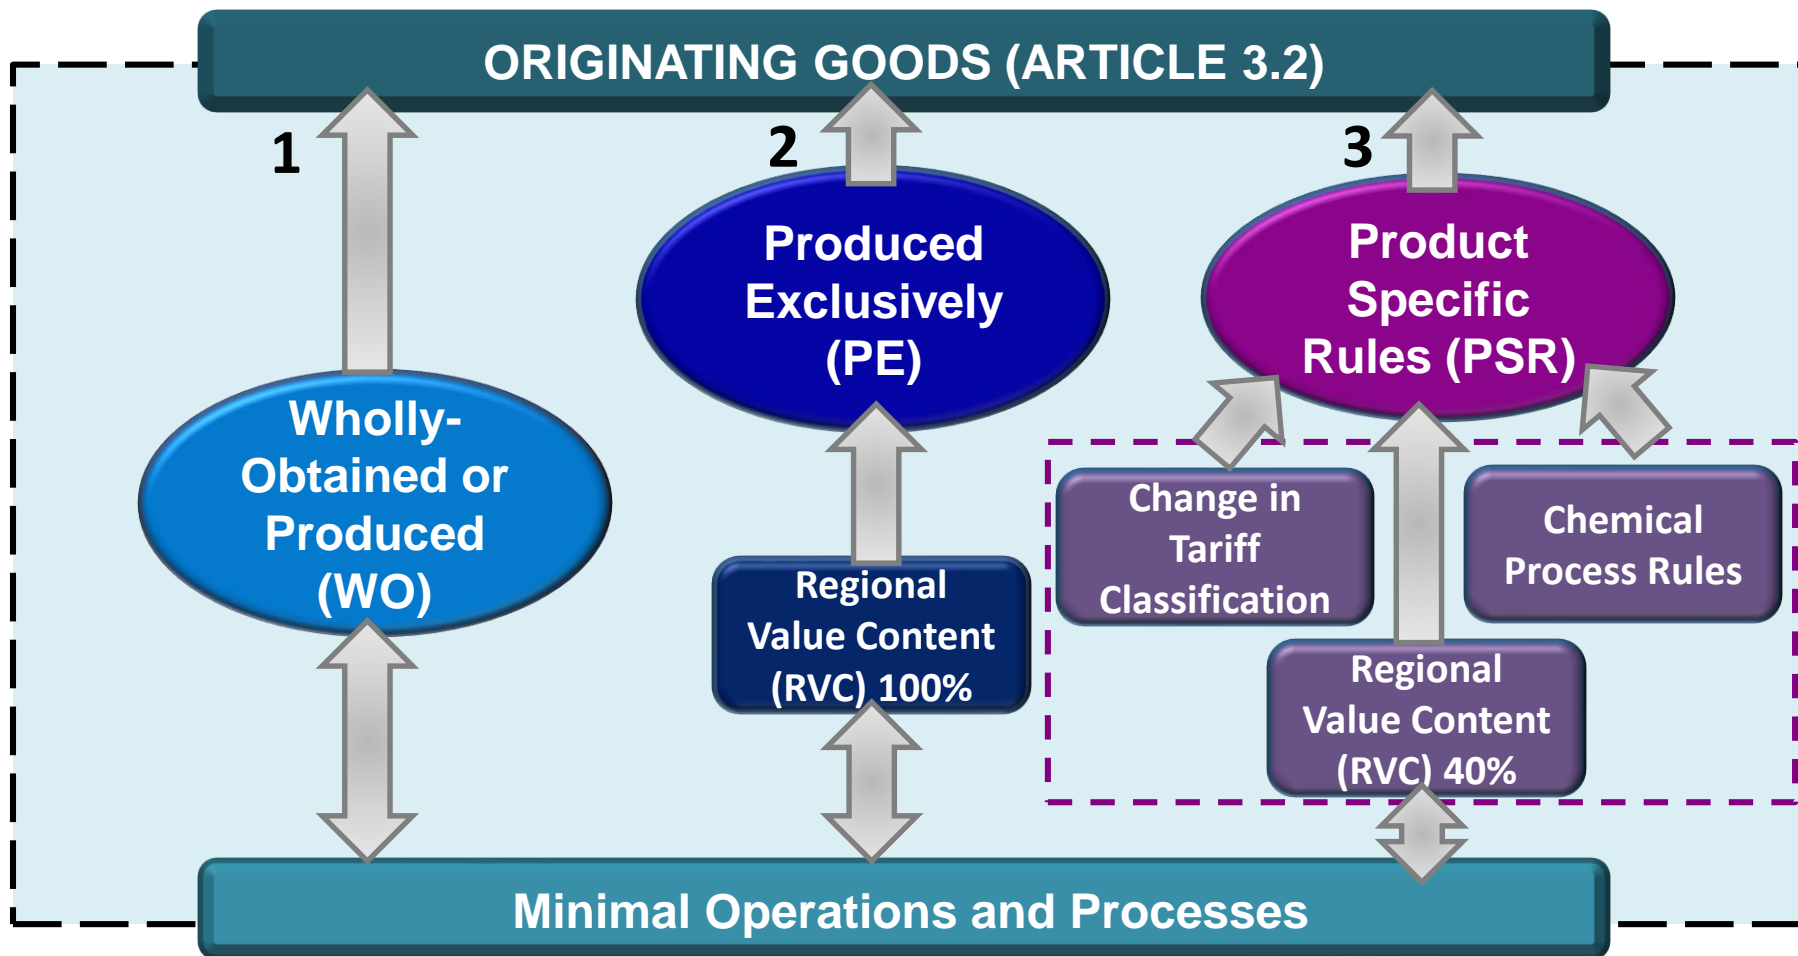 ORIGINATING GOODS (ARTICLE 3.2)
1
2
3
Wholly-
Obtained or
Produced
(WO)
Produced
Exclusively
(PE)
Regional
Value Content
(RVC) 100%
Product
Specific
Rules (PSR)
Change in
Tariff
Classification
Chemical
Process Rules
Regional
Value Content
(RVC) 40%
Minimal Operations and Processes